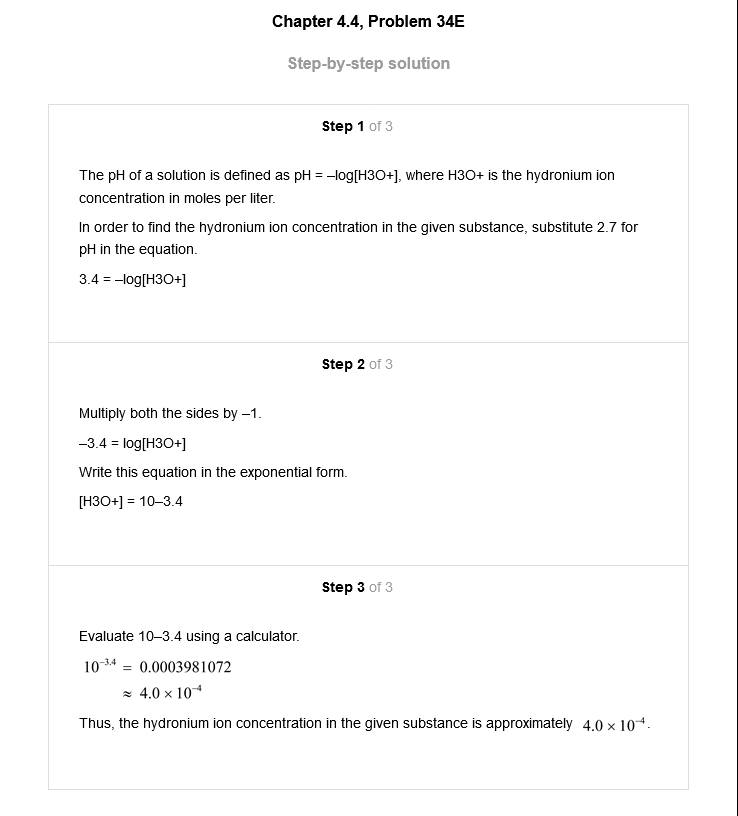 Chapter 4.4, Problem 34E
Step-by-step solution
Step 1 of 3
The pH of a solution is defined as pH = –log[H3O+], where H3O+ is the hydronium ion
concentration in moles per liter.
In order to find the hydronium ion concentration in the given substance, substitute 2.7 for
pH in the equation.
3.4 = –log[H3O+]
Step 2 of 3
Multiply both the sides by –1.
–3.4 = log[H3O+]
Write this equation in the exponential form.
[H3O+] = 10–3.4
Step 3 of 3
Evaluate 10–3.4 using a calculator.
10⁻³·⁴ = 0.0003981072
≈ 4.0 × 10⁻⁴
Thus, the hydronium ion concentration in the given substance is approximately 4.0 × 10⁻⁴.